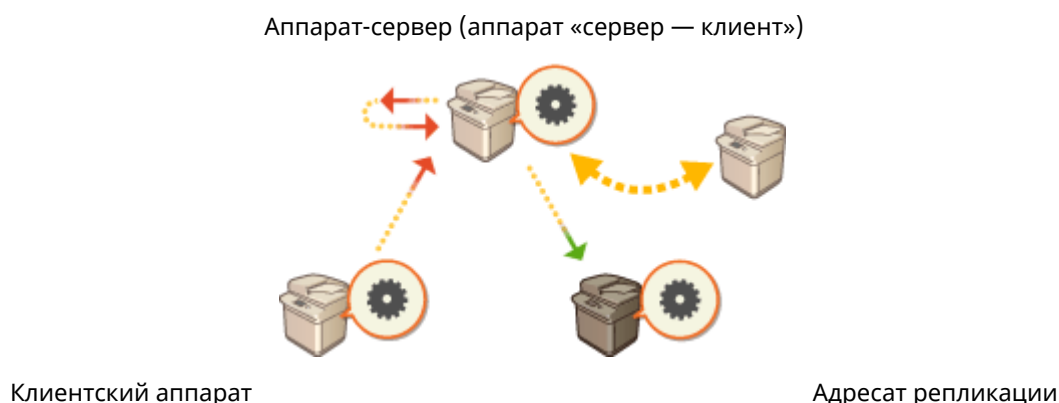 Аппарат-сервер (аппарат «сервер — клиент»)
Клиентский аппарат
Адресат репликации